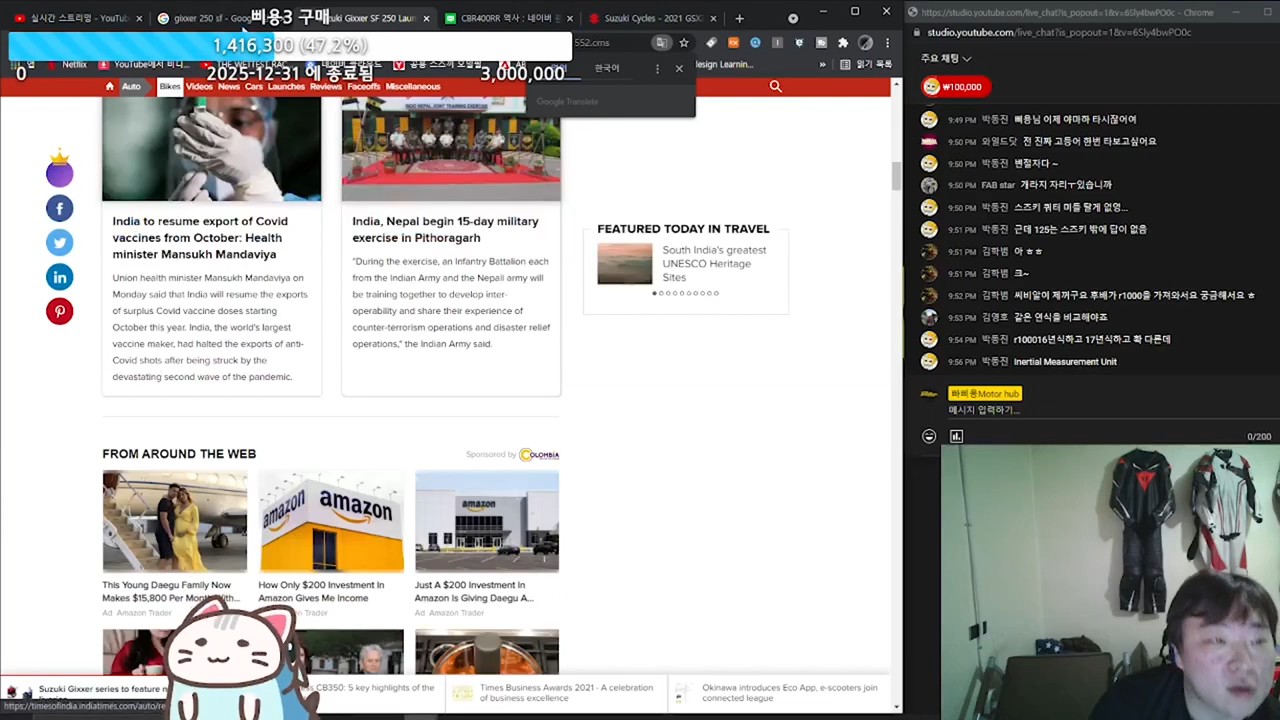 실시간 스트리밍 - YouTu
gixxer 250 sf - Goog
삐용3 구매
uzuki Gixxer SF 250 Laun
CBR400RR 역사 : 네이버
Suzuki Cycles - 2021 GSX
1,416,300 (47.2%)
552.cms
Netflix
YouTube에서 비디
THE WETTEST RAC
esign Learnin...
읽기 목록
0
2025-12-31 에 종료됨
3,000,000
한국어
Google Translate
Auto
Bikes
Videos
News
Cars
Launches
Reviews
Faceoffs
Miscellaneous
India to resume export of Covid
vaccines from October: Health
minister Mansukh Mandaviya
Union health minister Mansukh Mandaviya on
Monday said that India will resume the exports
of surplus Covid vaccine doses starting
October this year. India, the world's largest
vaccine maker, had halted the exports of anti-
Covid shots after being struck by the
devastating second wave of the pandemic.
India, Nepal begin 15-day military
exercise in Pithoragarh
"During the exercise, an Infantry Battalion each
from the Indian Army and the Nepali army will
be training together to develop inter-
operability and share their experience of
counter-terrorism operations and disaster relief
operations," the Indian Army said.
FEATURED TODAY IN TRAVEL
South India's greatest
UNESCO Heritage
Sites
FROM AROUND THE WEB
Sponsored by COLOMBIA
amazon
amazon
amazon
This Young Daegu Family Now
Makes $15,800 Per Month With...
Ad Amazon Trader
How Only $200 Investment In
Amazon Gives Me Income
Ad Amazon Trader
Just A $200 Investment In
Amazon Is Giving Daegu A...
Ad Amazon Trader
Suzuki Gixxer series to feature n
CB350: 5 key highlights of the
Times Business Awards 2021 - A celebration
of business excellence
Okinawa introduces Eco App, e-scooters join
connected league
https://timesofindia.indiatimes.com/auto/re
https://studio.youtube.com/live_chat?is_popout=1&v=6Sly4bwPO0c - Chrome
studio.youtube.com/live_chat?is_popout=1&v=6Sly4bwPO0c
주요 채팅
₩100,000
9:49 PM 박동진 삐용님 이제 야마하 타시잖어여
9:50 PM 와일드닷 전 진짜 고등어 한번 타보고싶어요
9:50 PM 박동진 변절자다 ~
9:50 PM FAB star 개라지 자리ㅜ있습니까
9:50 PM 박동진 스즈키 쿼터 미들 탈게 없엉...
9:51 PM 박동진 근데 125는 스즈키 밖에 답이 없음
9:51 PM 김학범 아 ㅎㅎ
9:51 PM 김학범 크~
9:52 PM 김학범 씨비알이 제꺼구요 후배가 r1000을 가져와서요 궁금해서요 ㅎ
9:53 PM 김영호 같은 연식을 비교해야죠
9:54 PM 박동진 r100016년식하고 17년식하고 확 다른데
9:56 PM 박동진 Inertial Measurement Unit
빠삐용Motor hub
메시지 입력하기...
0/200